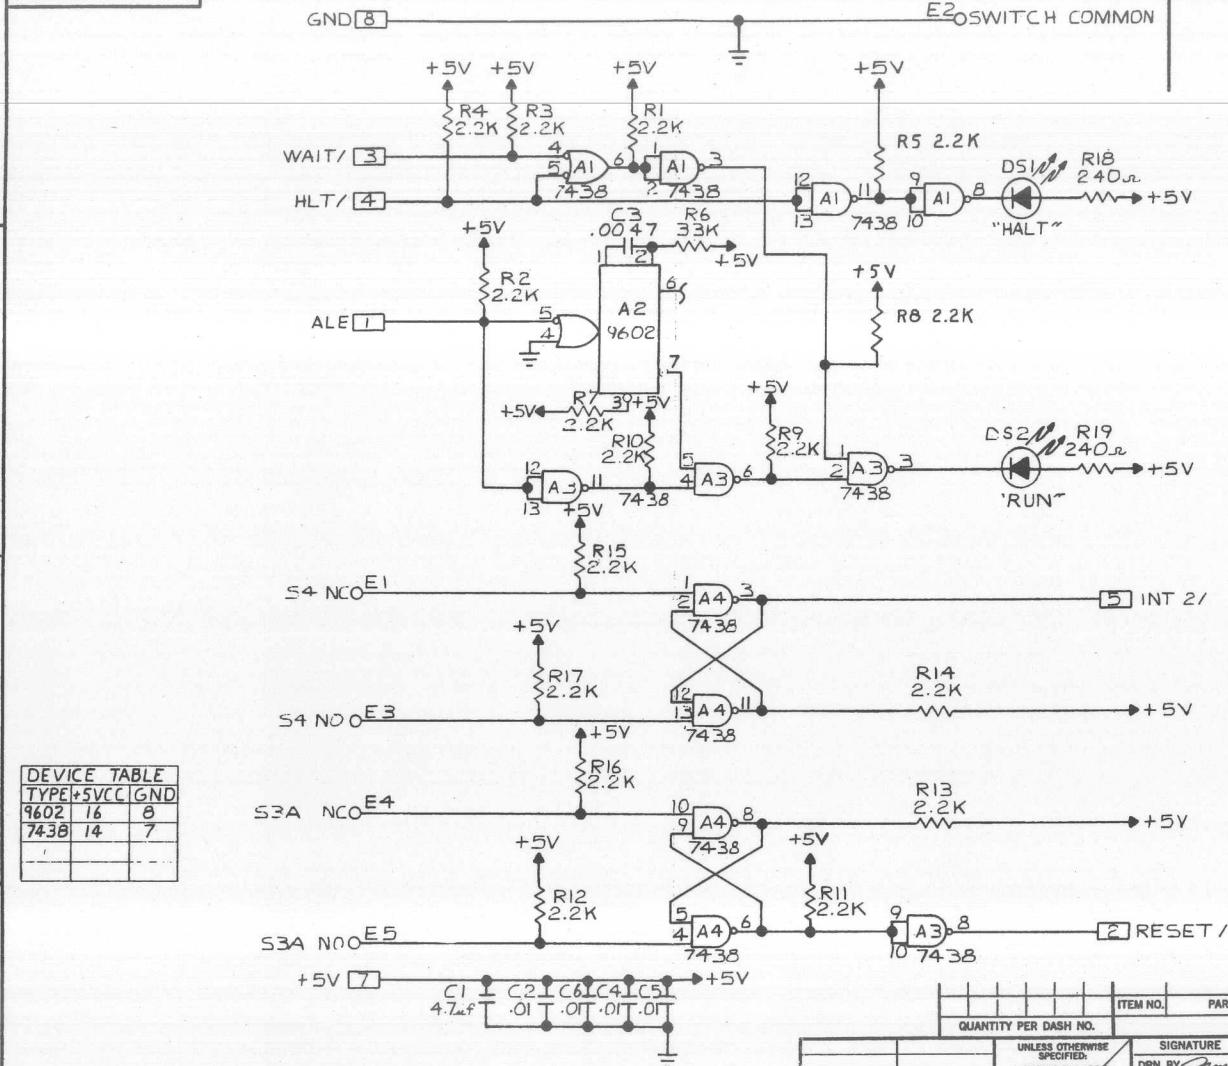 GND 8
E2 SWITCH COMMON
+5V +5V +5V +5V
R4 2.2K
R3 2.2K
R1 2.2K
R5 2.2K
WAIT/ 3
4
5
A1
6
7438
1
2
A1
3
7438
HLT/ 4
12
13
A1
11
7438
9
10
A1
8
DS1
"HALT"
R18
240Ω
+5V
+5V
C3
.0047
R6
33K
+5V
R2
2.2K
1
2
6
A2
9602
7
ALE 1
5
4
+5V
R8 2.2K
+5V
R7
2.2K
3
+5V
R10
2.2K
+5V
R9
2.2K
12
13
A3
11
7438
5
4
A3
6
1
2
A3
3
7438
DS2
"RUN"
R19
240Ω
+5V
+5V
R15
2.2K
S4 NC E1
1
2
A4
3
7438
5 INT 2/
+5V
R17
2.2K
12
13
A4
11
7438
R14
2.2K
+5V
S4 NO E3
+5V
R16
2.2K
S3A NC E4
10
9
A4
8
7438
R13
2.2K
+5V
+5V
R12
2.2K
+5V
R11
2.2K
S3A NO E5
5
4
A4
6
7438
9
10
A3
8
7438
2 RESET/
+5V 7
+5V
C1 C2 C6 C4 C5
4.7uf .01 .01 .01 .01
DEVICE TABLE
TYPE +5VCC GND
9602 16 8
7438 14 7
ITEM NO. PAR
QUANTITY PER DASH NO.
UNLESS OTHERWISE
SPECIFIED:
SIGNATURE
DRN BY